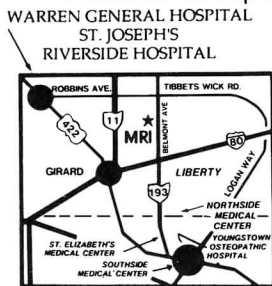 WARREN GENERAL HOSPITAL
ST. JOSEPH'S
RIVERSIDE HOSPITAL
ROBBINS AVE.
TIBBETS WICK RD.
422
11
MRI
BELMONT AVE
80
GIRARD
LIBERTY
LOGAN WAY
193
NORTHSIDE
MEDICAL
CENTER
ST. ELIZABETH'S
MEDICAL CENTER
YOUNGSTOWN
OSTEOPATHIC
HOSPITAL
SOUTHSIDE
MEDICAL CENTER